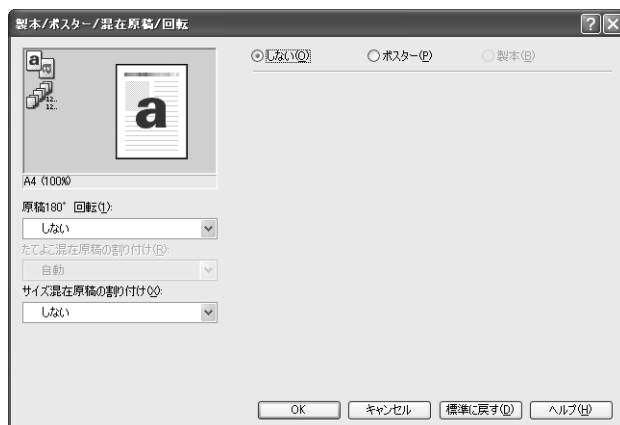 製本/ポスター/混在原稿/回転
しない(O) ポスター(P) 製本(B)
a
12..
12..
a
A4 (100%)
原稿180° 回転(1):
しない
たてよこ混在原稿の割り付け(R):
自動
サイズ混在原稿の割り付け(X):
しない
OK キャンセル 標準に戻す(D) ヘルプ(H)